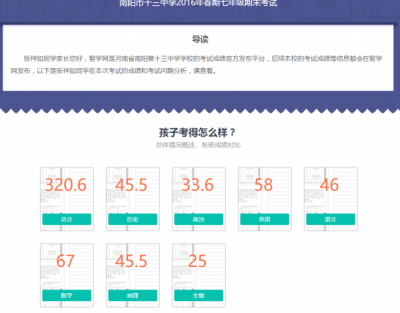 南阳市十三中学2016年春期七年级期末考试
导读
张祥如同学家长您好，智学网是河南省南阳第十三中学学校的考试成绩官方发布平台，后续本校的考试成绩等信息都会在智学
网发布，以下是张祥如同学在本次考试的成绩和考试问题分析，请查看。
孩子考得怎么样？
总体情况概述、各班成绩对比
320.6 45.5 33.6 58 46
总分 历史 政治 英语 语文
67 45.5 25
数学 地理 生物